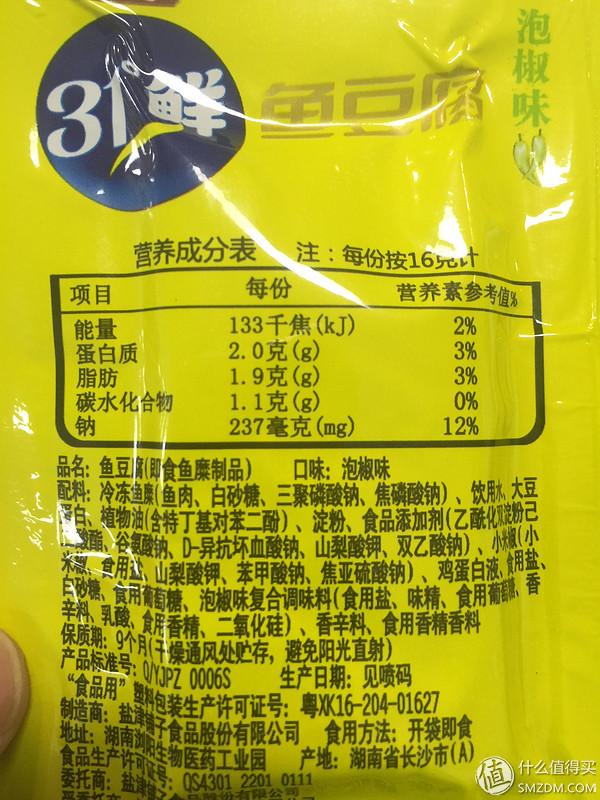 31°鲜
鱼豆腐
泡椒味
营养成分表 注：每份按16克计
项目 每份 营养素参考值%
能量 133千焦(kJ) 2%
蛋白质 2.0克(g) 3%
脂肪 1.9克(g) 3%
碳水化合物 1.1克(g) 0%
钠 237毫克(mg) 12%
品名：鱼豆腐(即食鱼糜制品) 口味：泡椒味
配料：冷冻鱼糜(鱼肉、白砂糖、三聚磷酸钠、焦磷酸钠)、饮用水、大豆
蛋白、植物油(含特丁基对苯二酚)、淀粉、食品添加剂(乙酰化双淀粉己
二酸酯、谷氨酸钠、D-异抗坏血酸钠、山梨酸钾、双乙酸钠)、小米椒(小
米椒、食用盐、山梨酸钾、苯甲酸钠、焦亚硫酸钠)、鸡蛋白液、食用盐、
白砂糖、食用葡萄糖、泡椒味复合调味料(食用盐、味精、食用葡萄糖、香
辛料、乳酸、食用香精、二氧化硅)、香辛料、食用香精香料
保质期：9个月(干燥通风处贮存，避免阳光直射)
产品标准号：Q/YJPZ 0006S 生产日期：见喷码
“食品用”塑料包装生产许可证号：粤XK16-204-01627
制造商：盐津铺子食品股份有限公司 食用方法：开袋即食
地址：湖南浏阳生物医药工业园 产地：湖南省长沙市(A)
食品生产许可证号：QS4301 2201 0111
委托商：盐津铺子食品股份有限公司
值 什么值得买
SMZDM.COM